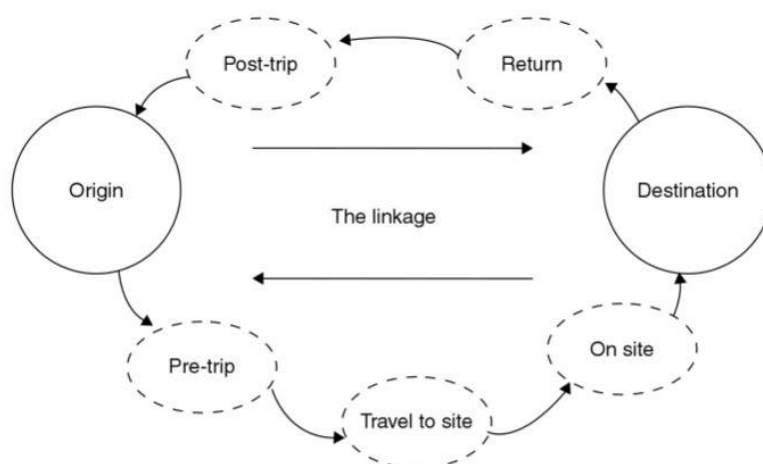 Post-trip
Return
Origin
Destination
The linkage
On site
Pre-trip
Travel to site